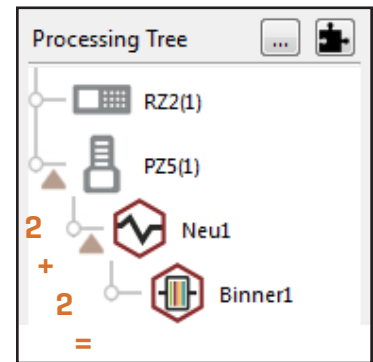 Processing Tree ...
RZ2(1)
PZ5(1)
2 Neu1
+
2 Binner1
=